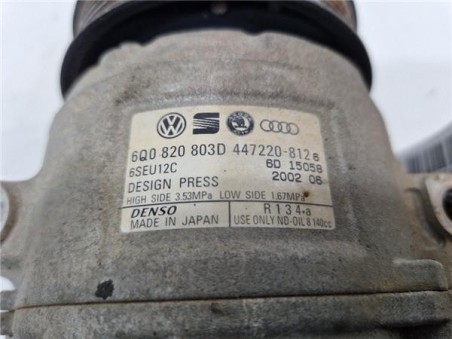 6Q0 820 803D 447220-8126
6SEU12C 6D 15058
DESIGN PRESS 2002 06
HIGH SIDE 3.53MPa LOW SIDE 1.67MPa
DENSO R134-a
MADE IN JAPAN USE ONLY ND-OIL 8 140cc